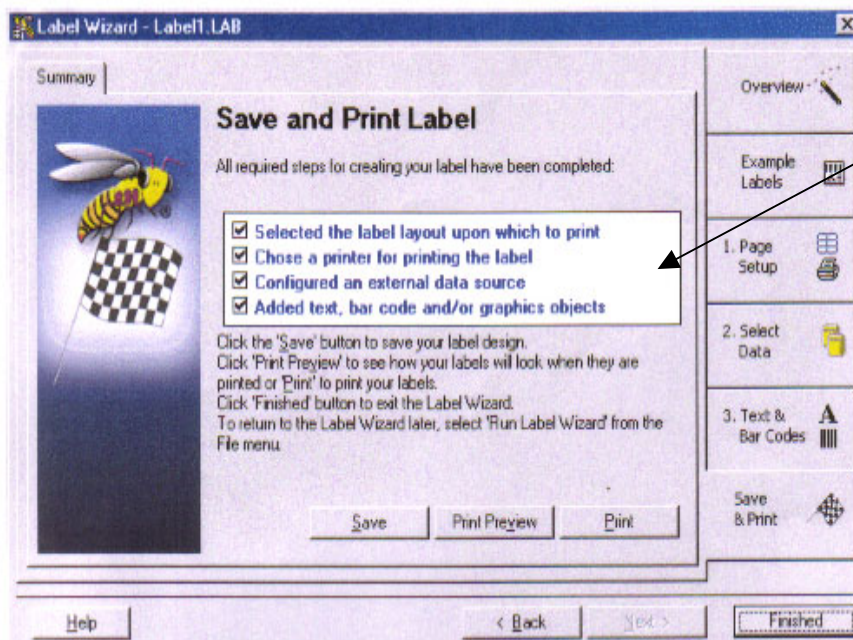 Label Wizard - Label1.LAB
Summary
Save and Print Label
All required steps for creating your label have been completed:
Selected the label layout upon which to print
Chose a printer for printing the label
Configured an external data source
Added text, bar code and/or graphics objects
Click the 'Save' button to save your label design.
Click 'Print Preview' to see how your labels will look when they are
printed or 'Print' to print your labels.
Click 'Finished' button to exit the Label Wizard.
To return to the Label Wizard later, select 'Run Label Wizard' from the
File menu.
Save
Print Preview
Print
Overview
Example
Labels
1. Page
Setup
2. Select
Data
3. Text &
Bar Codes
Save
& Print
Help
< Back
Next >
Finished